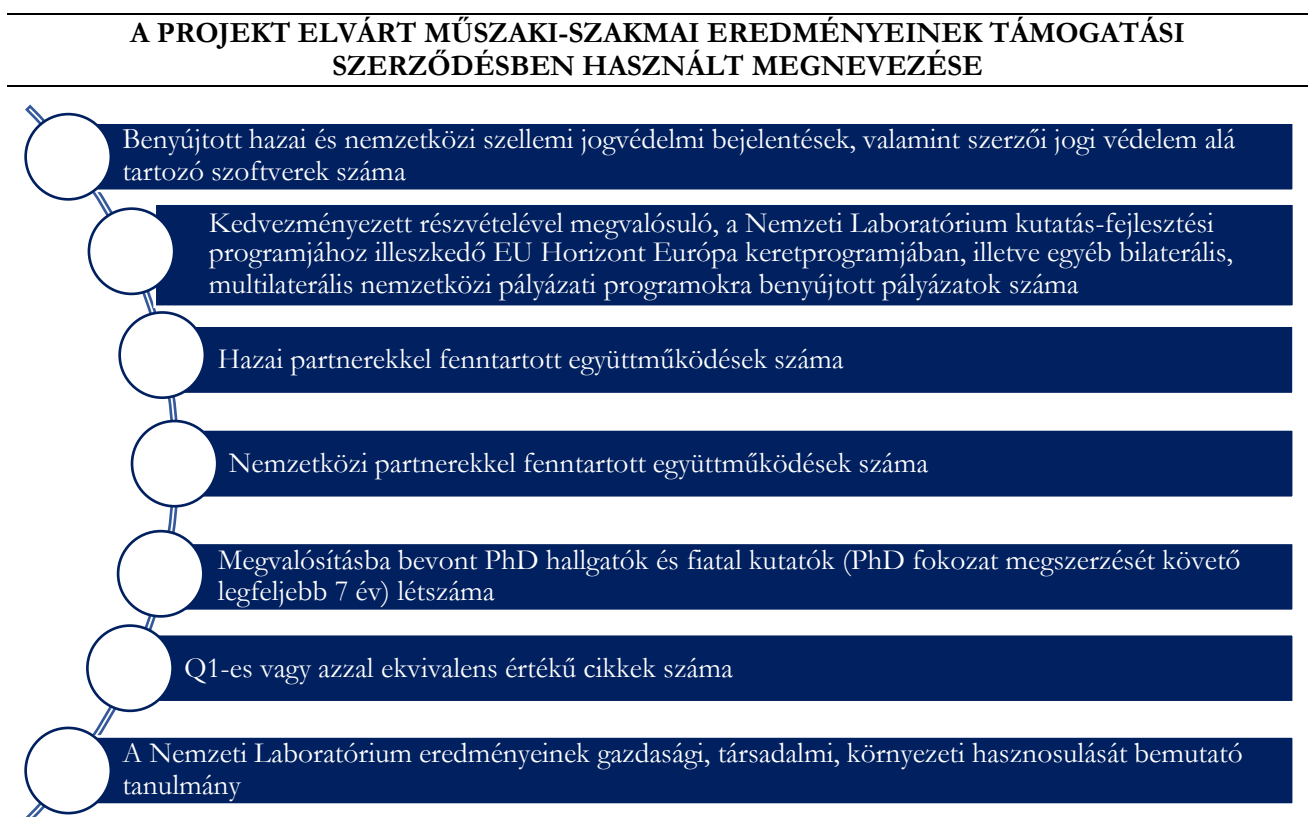 A PROJEKT ELVÁRT MŰSZAKI-SZAKMAI EREDMÉNYEINEK TÁMOGATÁSI
SZERZŐDÉSBEN HASZNÁLT MEGNEVEZÉSE
Benyújtott hazai és nemzetközi szellemi jogvédelmi bejelentések, valamint szerzői jogi védelem alá
tartozó szoftverek száma
Kedvezményezett részvételével megvalósuló, a Nemzeti Laboratórium kutatás-fejlesztési
programjához illeszkedő EU Horizont Európa keretprogramjában, illetve egyéb bilaterális,
multilaterális nemzetközi pályázati programokra benyújtott pályázatok száma
Hazai partnerekkel fenntartott együttműködések száma
Nemzetközi partnerekkel fenntartott együttműködések száma
Megvalósításba bevont PhD hallgatók és fiatal kutatók (PhD fokozat megszerzését követő
legfeljebb 7 év) létszáma
Q1-es vagy azzal ekvivalens értékű cikkek száma
A Nemzeti Laboratórium eredményeinek gazdasági, társadalmi, környezeti hasznosulását bemutató
tanulmány